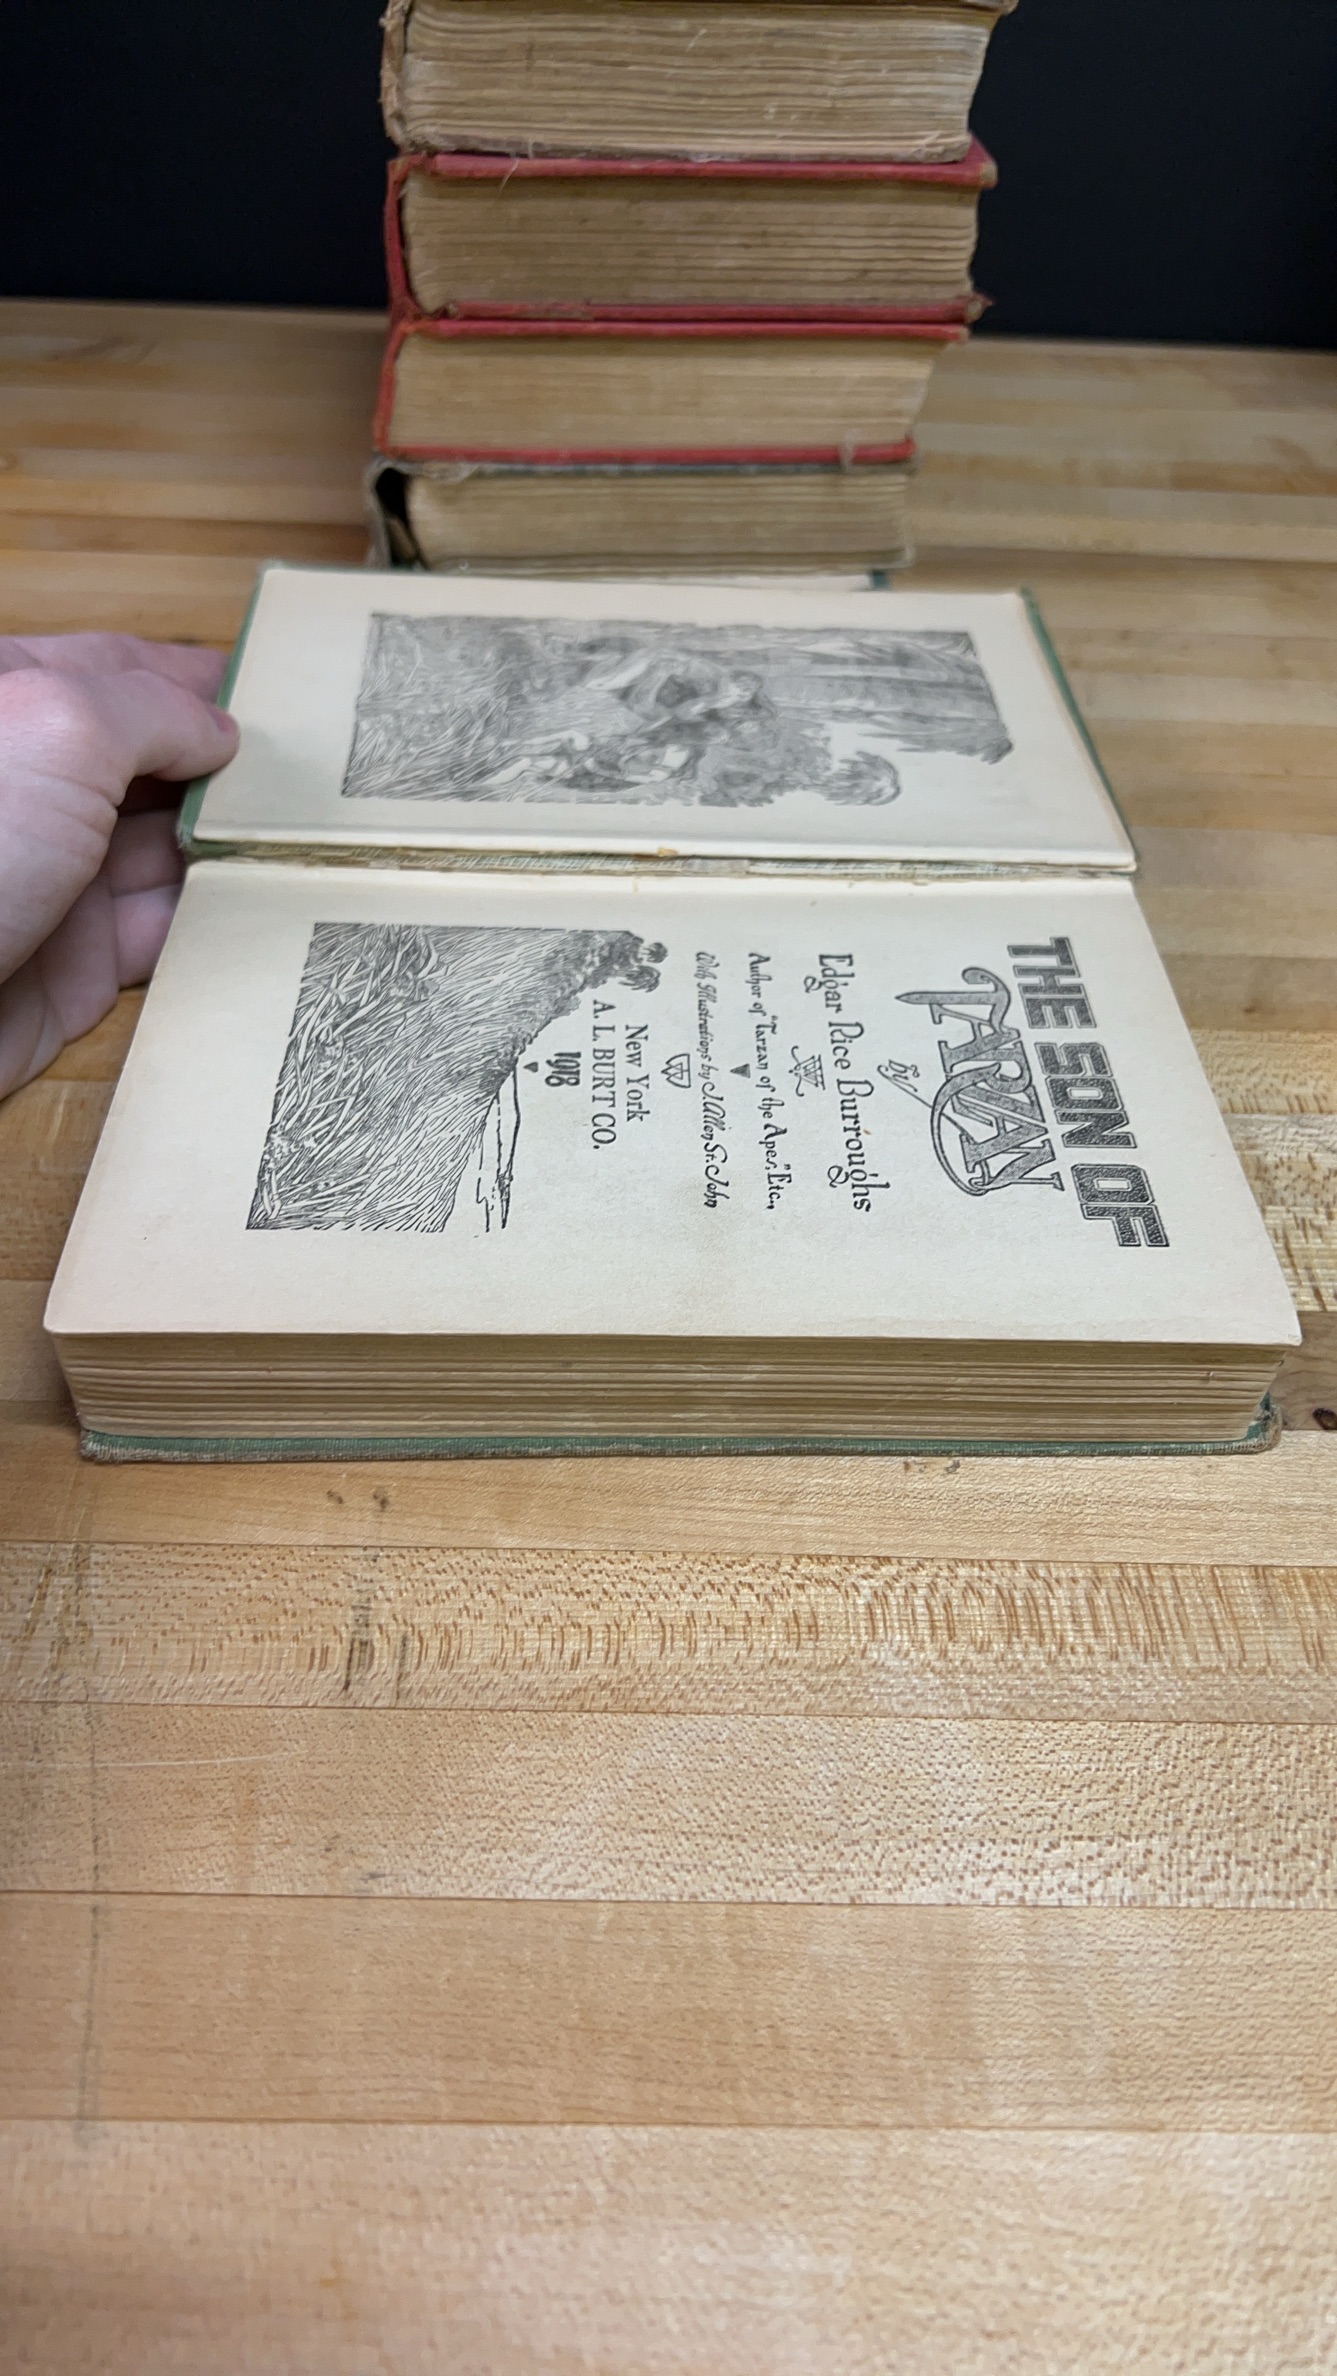 THE SON OF
TARZAN
by
Edgar Rice Burroughs
Author of "Tarzan of the Apes," Etc.,
With Illustrations by J. Allen St. John
New York
A. L. BURT CO.
1918